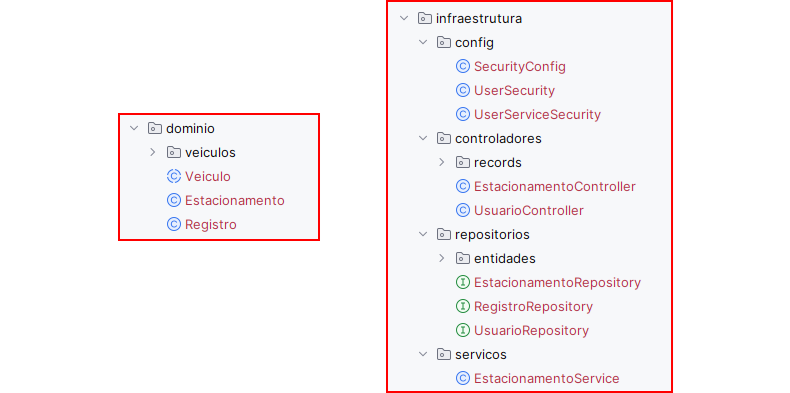 dominio
veiculos
Veiculo
Estacionamento
Registro
infraestrutura
config
SecurityConfig
UserSecurity
UserServiceSecurity
controladores
records
EstacionamentoController
UsuarioController
repositorios
entidades
EstacionamentoRepository
RegistroRepository
UsuarioRepository
servicos
EstacionamentoService